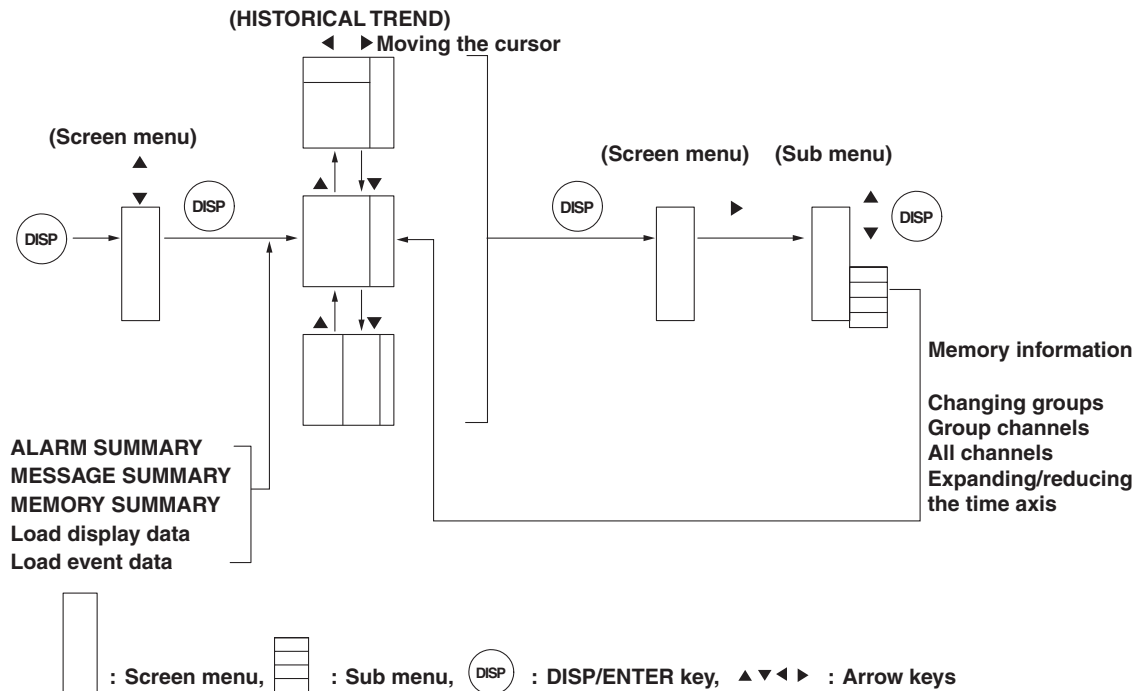 (HISTORICAL TREND)
Moving the cursor
(Screen menu)
DISP
DISP
(Screen menu)
(Sub menu)
DISP
DISP
Memory information
Changing groups
Group channels
All channels
Expanding/reducing
the time axis
ALARM SUMMARY
MESSAGE SUMMARY
MEMORY SUMMARY
Load display data
Load event data
: Screen menu, : Sub menu, DISP : DISP/ENTER key, ▲▼◀ ▶ : Arrow keys